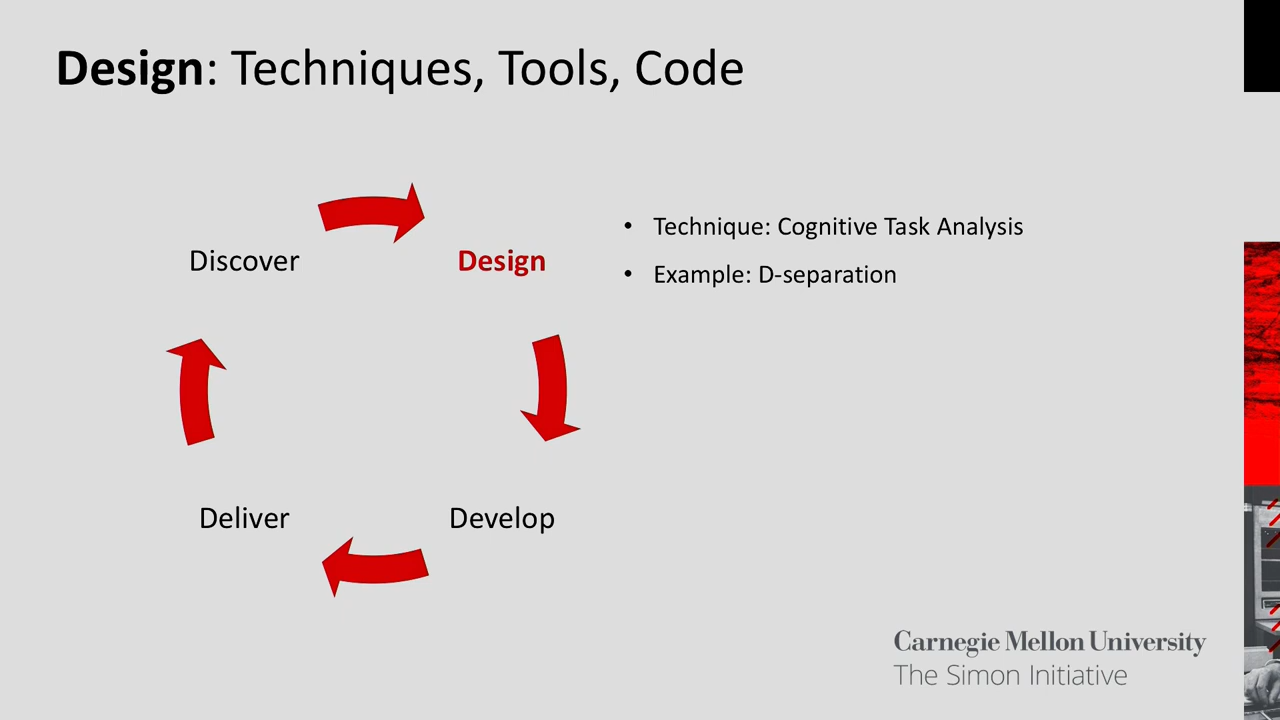 Design: Techniques, Tools, Code
Discover
Design
• Technique: Cognitive Task Analysis
• Example: D-separation
Deliver
Develop
Carnegie Mellon University
The Simon Initiative